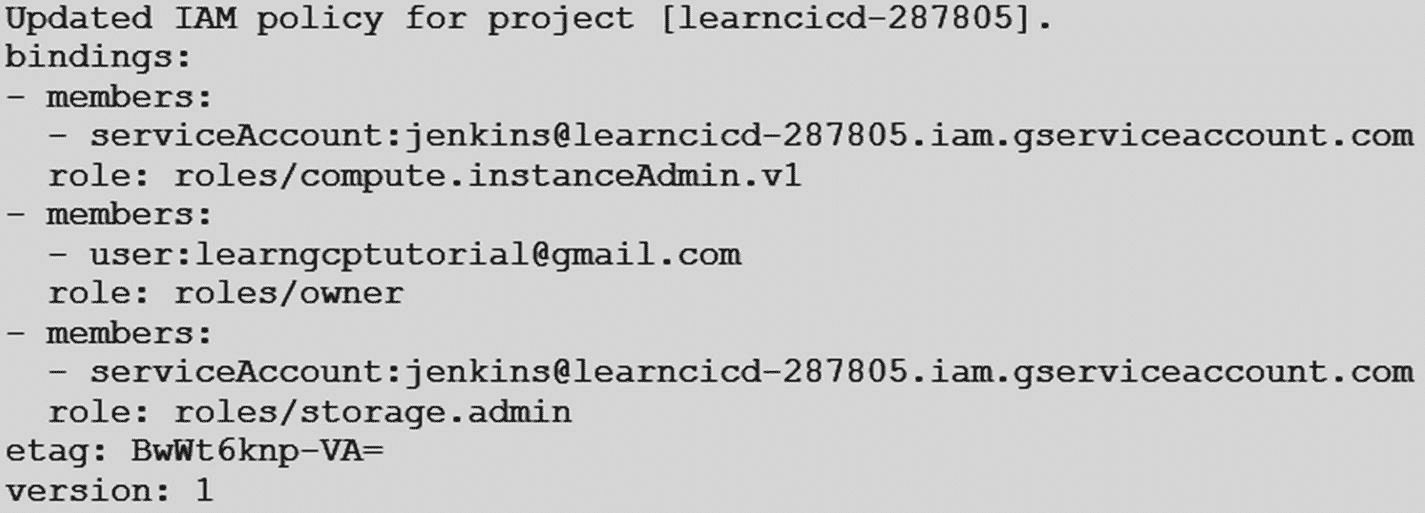 Updated IAM policy for project [learncicd-287805].
bindings:
- members:
  - serviceAccount:jenkins@learncicd-287805.iam.gserviceaccount.com
  role: roles/compute.instanceAdmin.v1
- members:
  - user:learngcptutorial@gmail.com
  role: roles/owner
- members:
  - serviceAccount:jenkins@learncicd-287805.iam.gserviceaccount.com
  role: roles/storage.admin
etag: BwWt6knp-VA=
version: 1